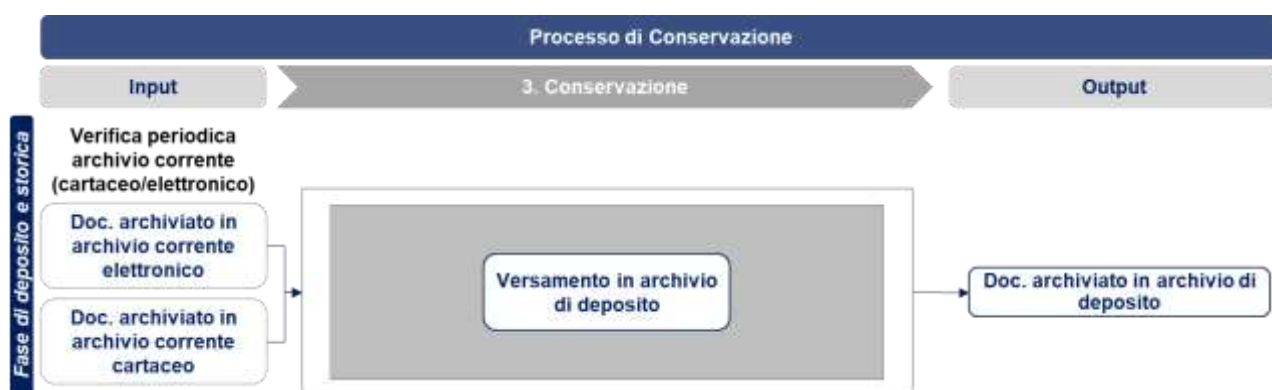 Processo di Conservazione
Input
3. Conservazione
Output
Fase di deposito e storica
Verifica periodica
archivio corrente
(cartaceo/elettronico)
Doc. archiviato in
archivio corrente
elettronico
Doc. archiviato in
archivio corrente
cartaceo
Versamento in archivio
di deposito
Doc. archiviato in archivio di
deposito